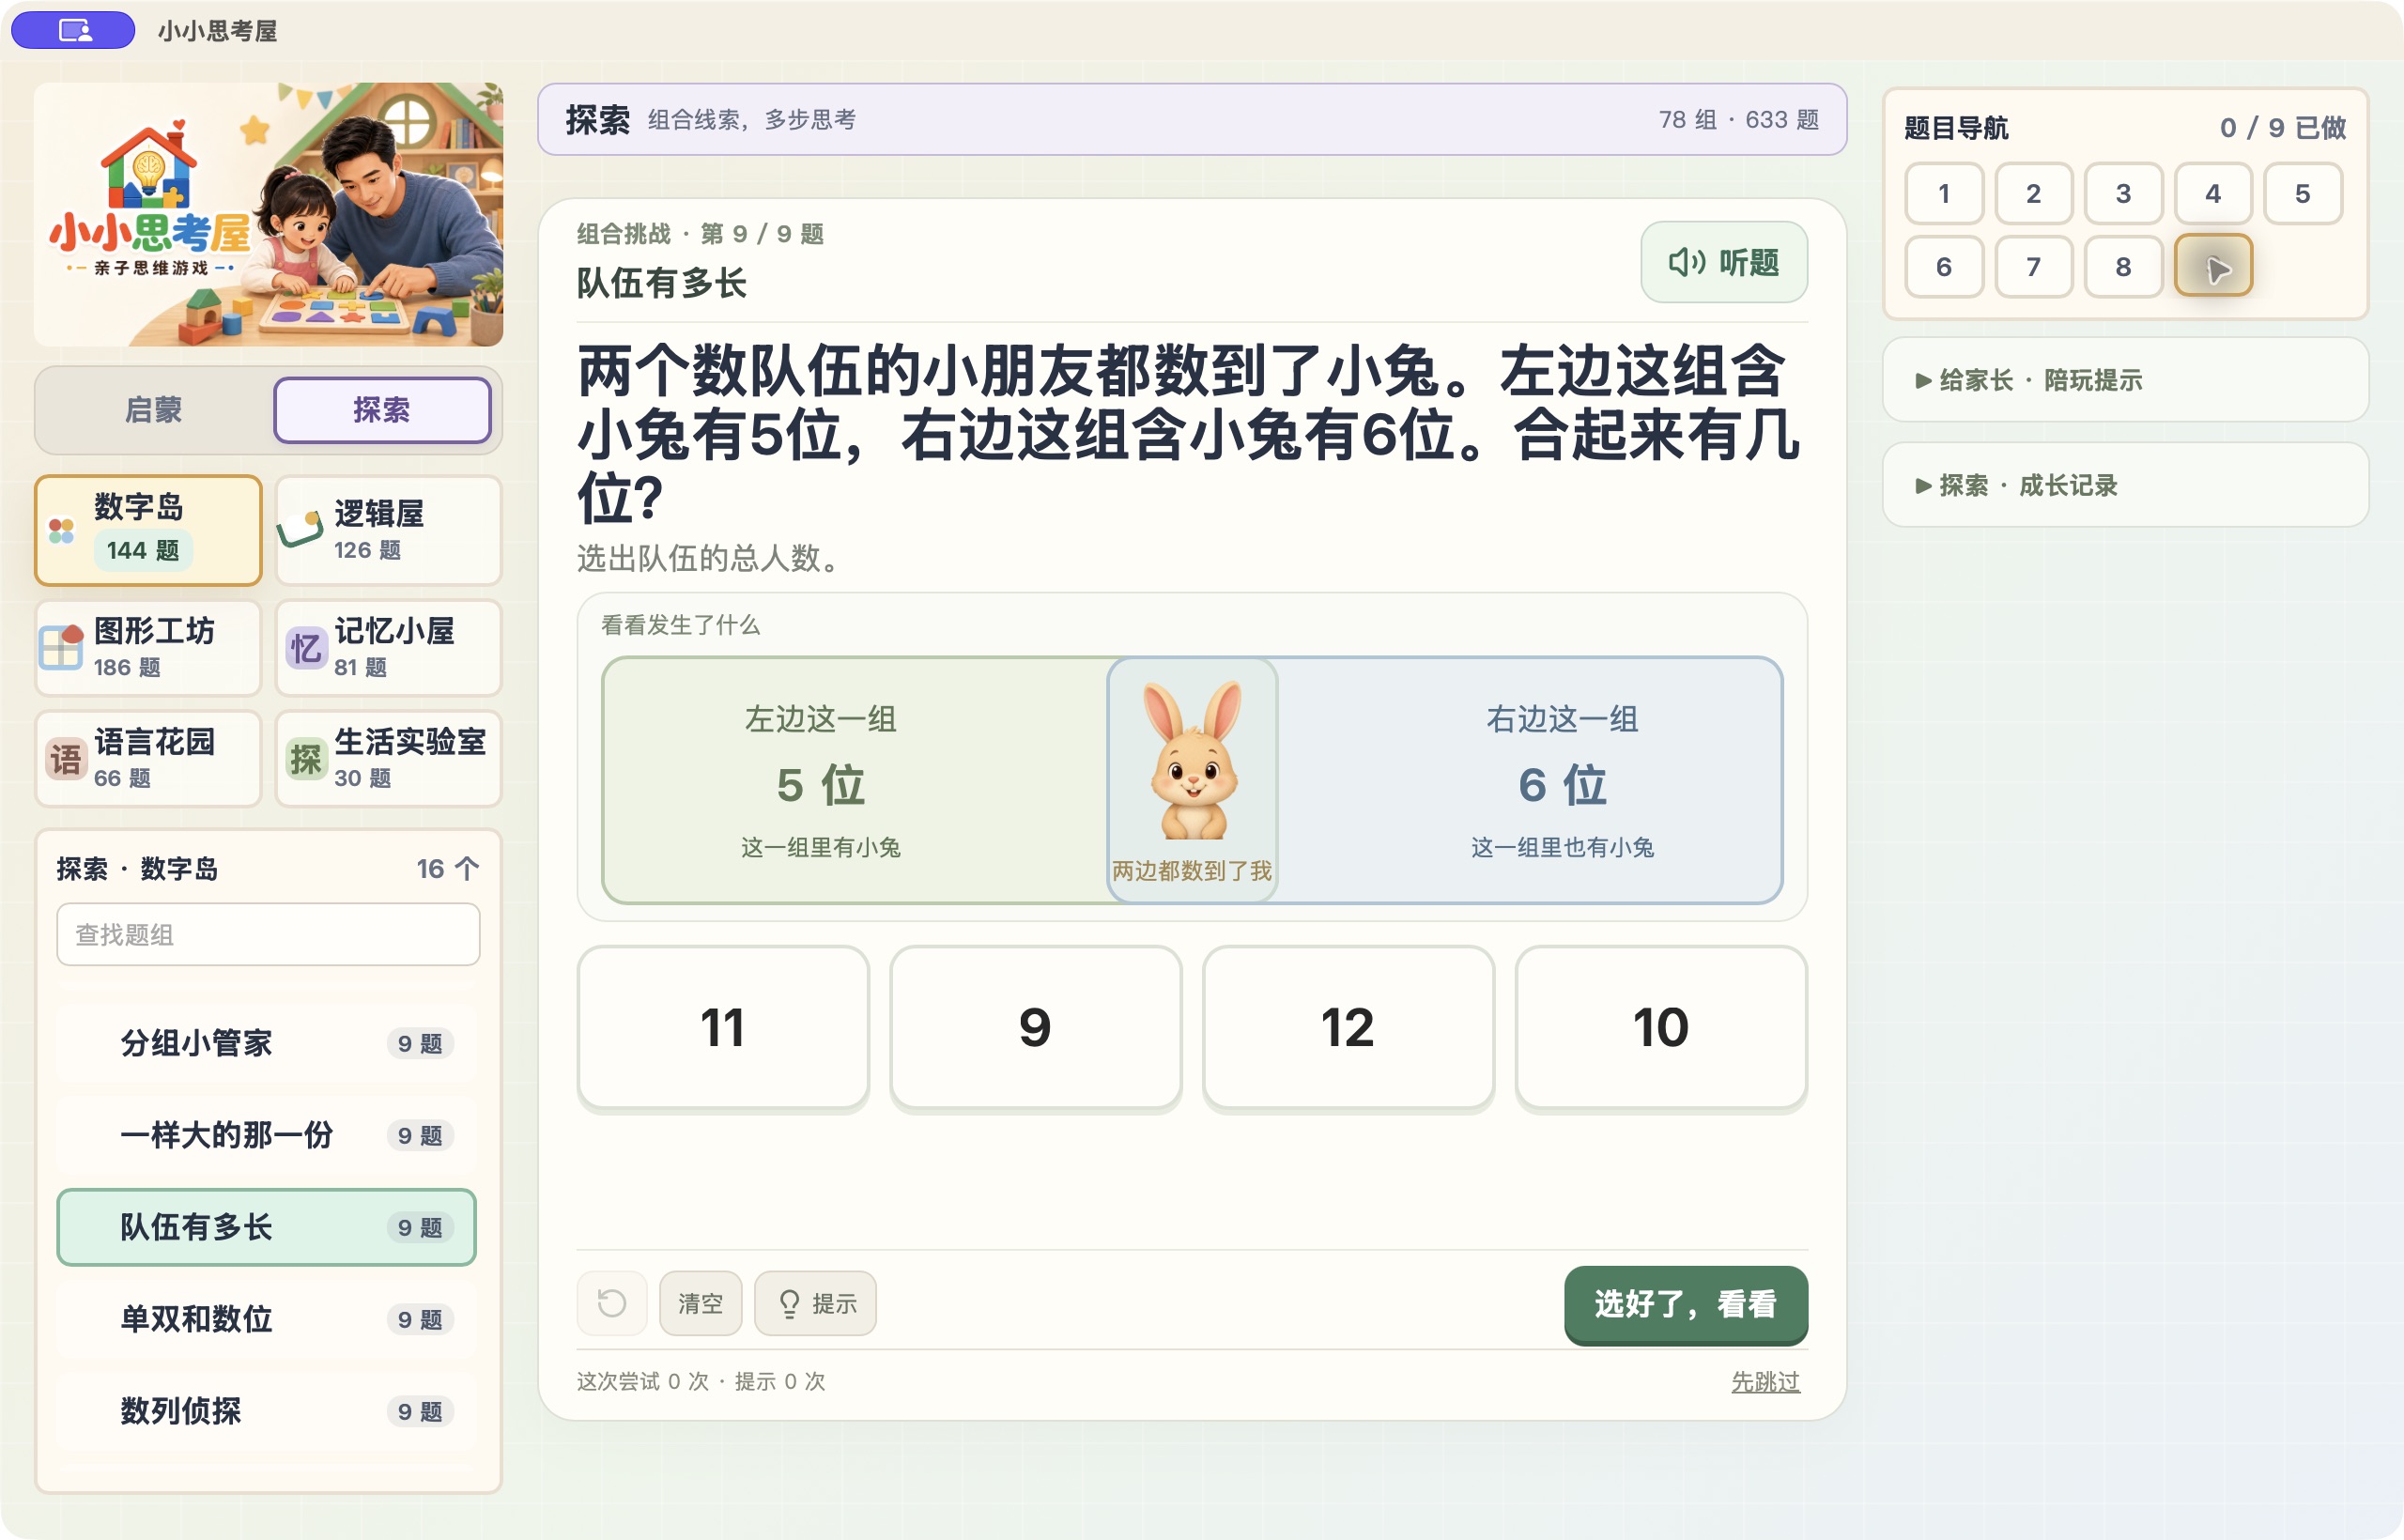 小小思考屋
小小思考屋
亲子思维游戏
启蒙
探索
数字岛
144 题
逻辑屋
126 题
图形工坊
186 题
忆
记忆小屋
81 题
语
语言花园
66 题
探
生活实验室
30 题
探索 · 数字岛
16 个
查找题组
分组小管家
9 题
一样大的那一份
9 题
队伍有多长
9 题
单双和数位
9 题
数列侦探
9 题
探索
组合线索，多步思考
78 组 · 633 题
组合挑战 · 第 9 / 9 题
队伍有多长
听题
两个数队伍的小朋友都数到了小兔。左边这组含
小兔有5位，右边这组含小兔有6位。合起来有几
位？
选出队伍的总人数。
看看发生了什么
左边这一组
5 位
这一组里有小兔
两边都数到了我
右边这一组
6 位
这一组里也有小兔
11
9
12
10
清空
提示
选好了，看看
这次尝试 0 次 · 提示 0 次
先跳过
题目导航
0 / 9 已做
1
2
3
4
5
6
7
8
给家长 · 陪玩提示
探索 · 成长记录